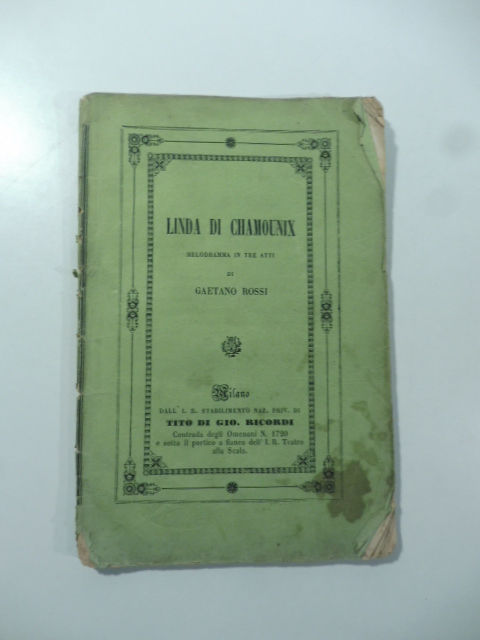 LINDA DI CHAMOUNIX
MELODRAMMA IN TRE ATTI
DI
GAETANO ROSSI
Milano
DALL' I. R. STABILIMENTO NAZ. PRIV. DI
TITO DI GIO. RICORDI
Contrada degli Omenoni N. 1720
e sotto il portico a fianco dell' I. R. Teatro
alla Scala.